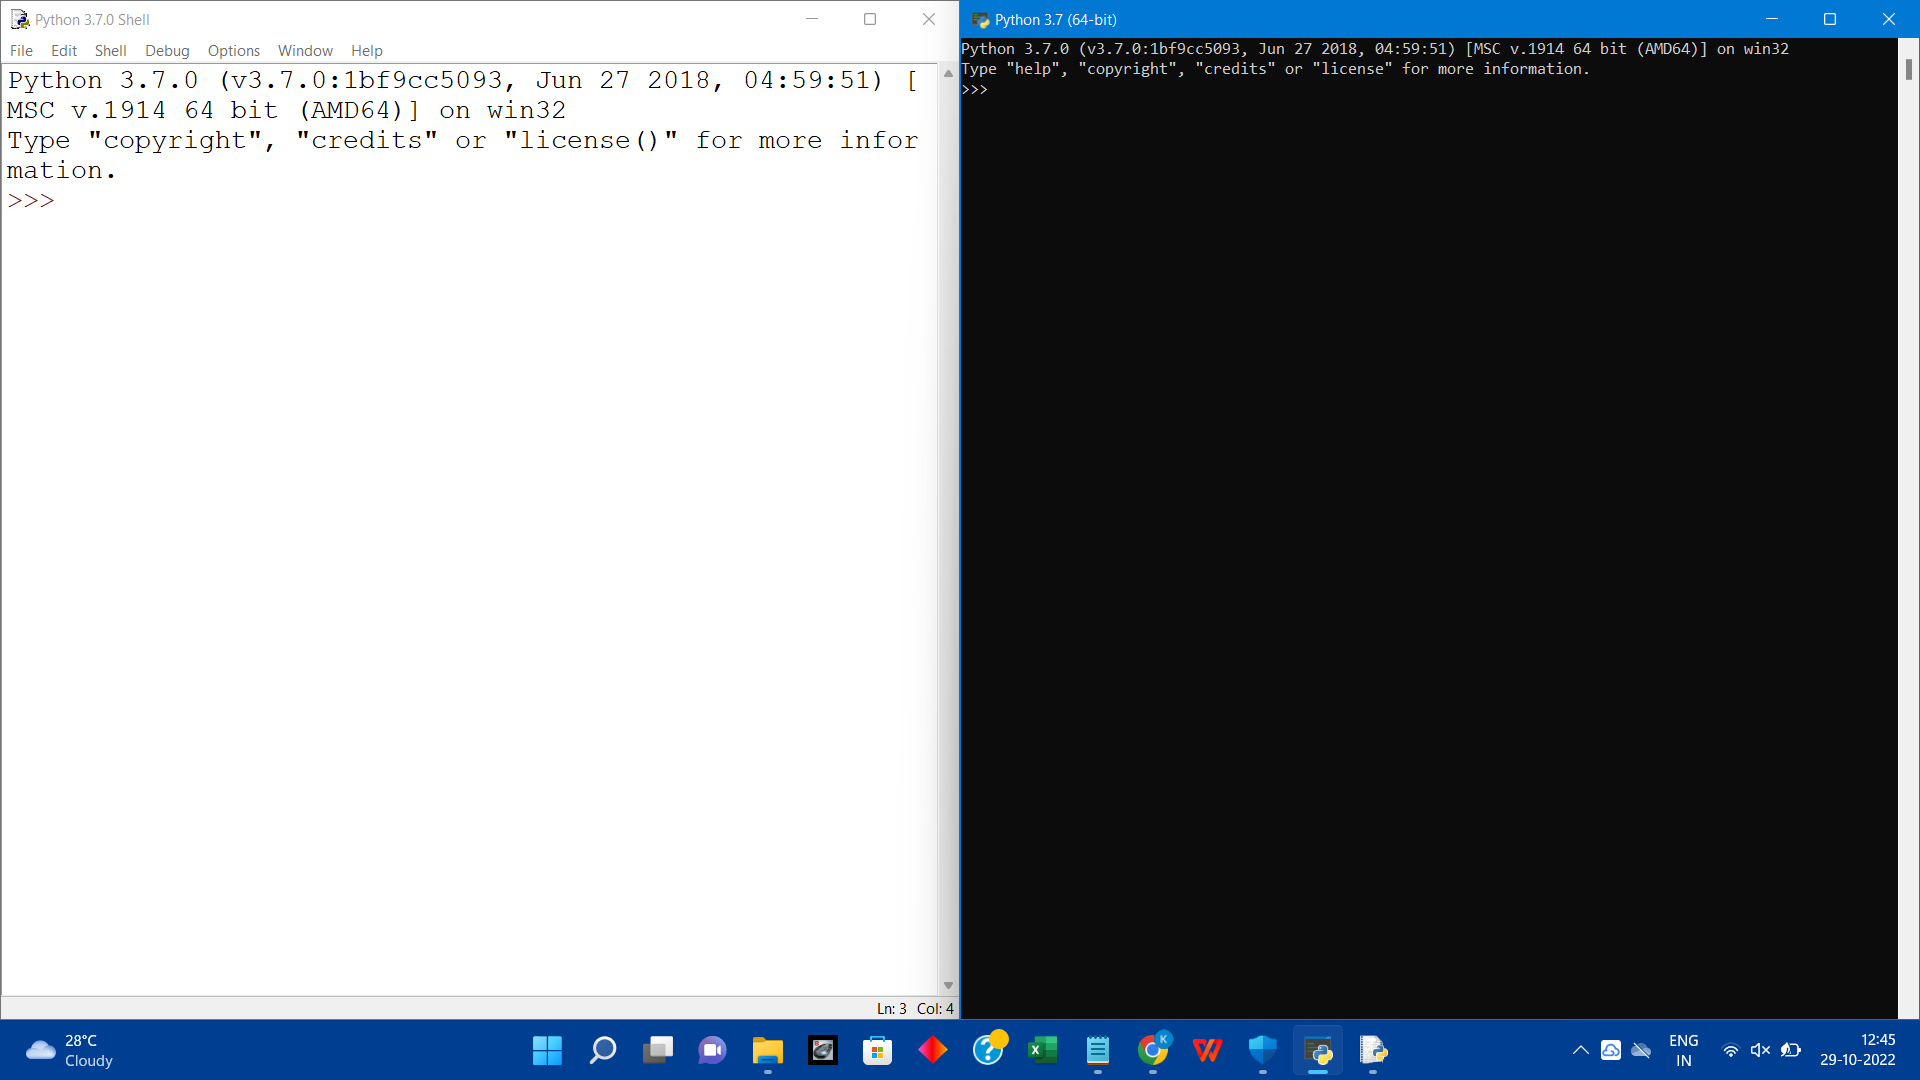 Python 3.7.0 Shell
File Edit Shell Debug Options Window Help
Python 3.7.0 (v3.7.0:1bf9cc5093, Jun 27 2018, 04:59:51) [
MSC v.1914 64 bit (AMD64)] on win32
Type "copyright", "credits" or "license()" for more infor
mation.
>>>
Ln: 3 Col: 4
Python 3.7 (64-bit)
Python 3.7.0 (v3.7.0:1bf9cc5093, Jun 27 2018, 04:59:51) [MSC v.1914 64 bit (AMD64)] on win32
Type "help", "copyright", "credits" or "license" for more information.
>>>
28°C
Cloudy
K
ENG
IN
12:45
29-10-2022